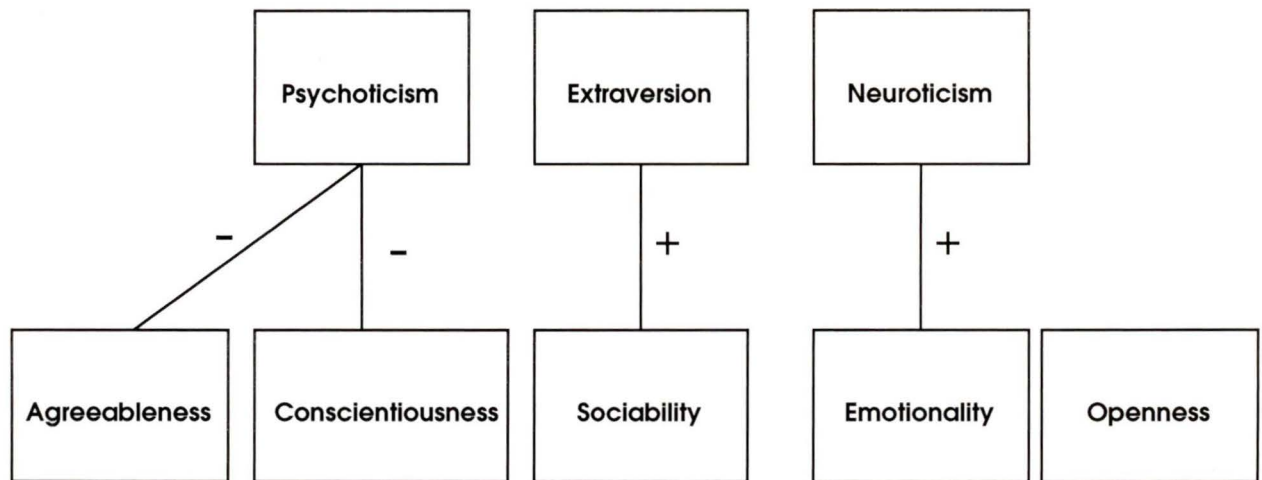 Psychoticism
Extraversion
Neuroticism
-
-
+
+
Agreeableness
Conscientiousness
Sociability
Emotionality
Openness